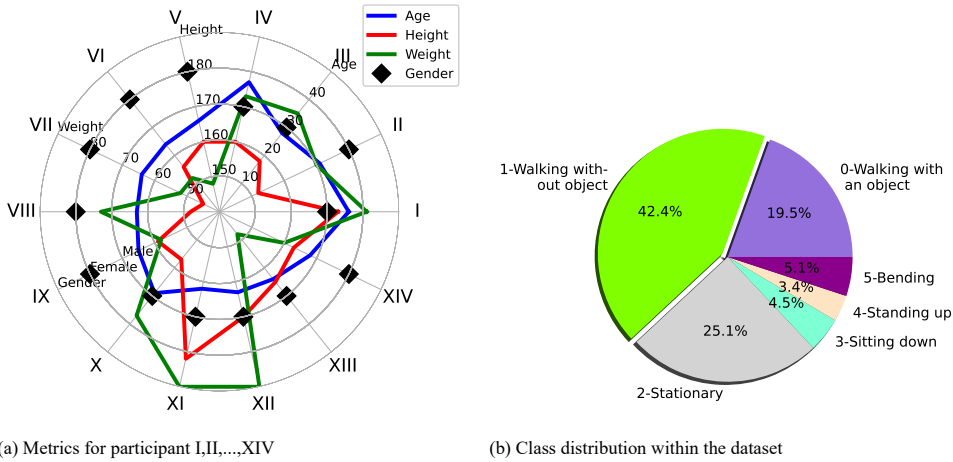 Age
Height
Weight
Gender
V
IV
Height
VI
III
Age
180
40
170
30
VII
Weight
80
II
160
70
20
60
150
10
50
VIII
I
Male
Female
Gender
IX
XIV
X
XIII
XI
XII
(a) Metrics for participant I,II,...,XIV
1-Walking with-
out object
0-Walking with
an object
42.4%
19.5%
5.1%
5-Bending
3.4%
4.5%
4-Standing up
25.1%
3-Sitting down
2-Stationary
(b) Class distribution within the dataset